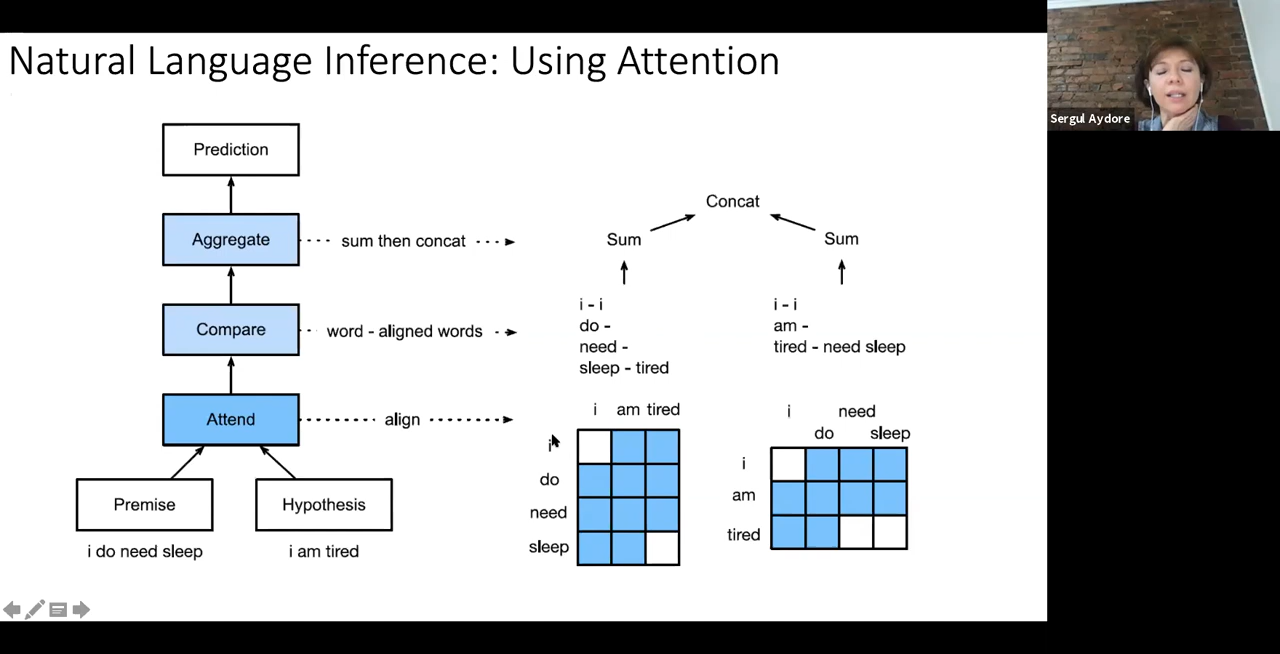 Natural Language Inference: Using Attention
Sergul Aydore
Prediction
Aggregate
Compare
Attend
Premise
Hypothesis
i do need sleep
i am tired
sum then concat
word - aligned words
align
Concat
Sum
Sum
i - i
do -
need -
sleep - tired
i - i
am -
tired - need sleep
i am tired
i
do
need
sleep
i need
do sleep
i
am
tired